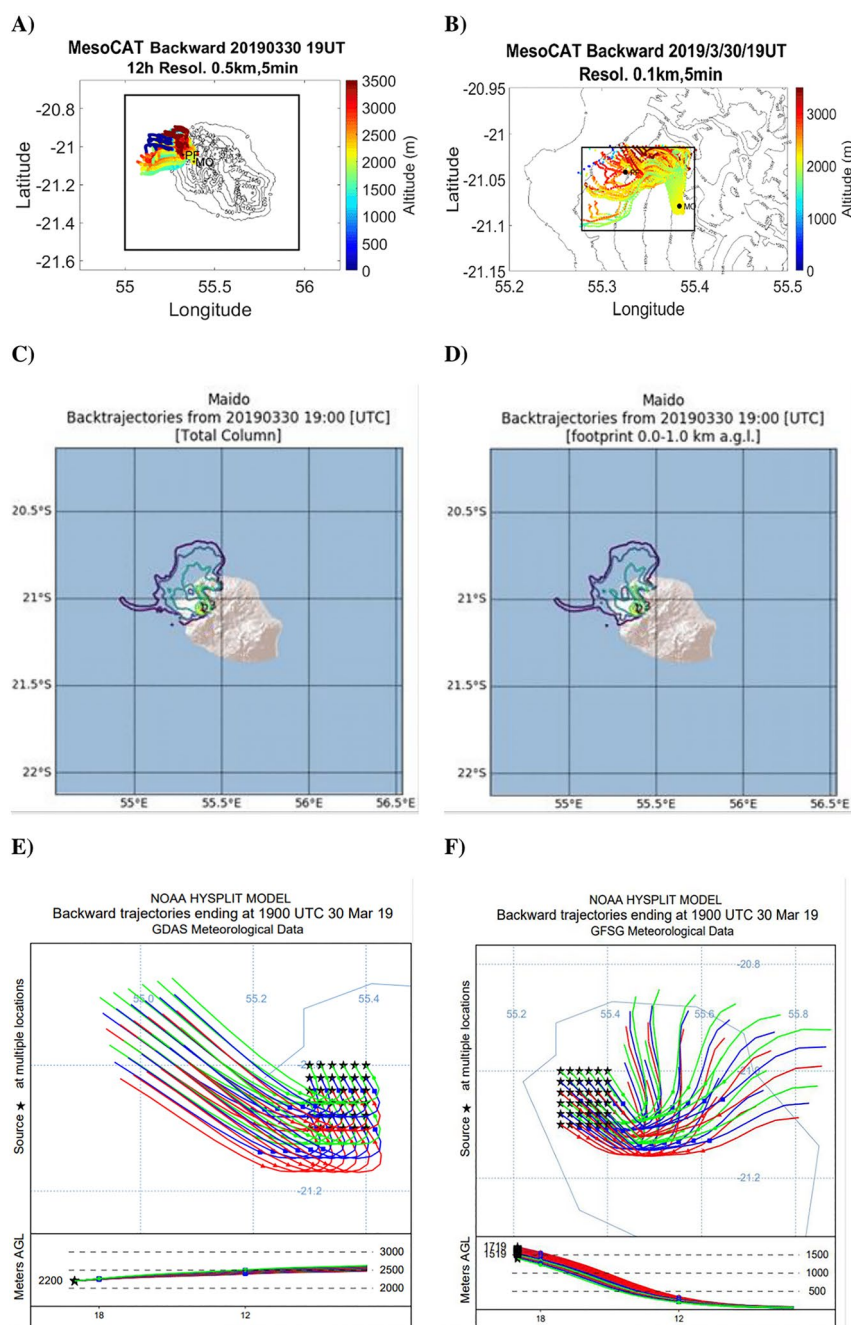 A)
MesoCAT Backward 20190330 19UT
12h Resol. 0.5km,5min
-20.8
-21
-21.2
-21.4
-21.6
Latitude
PF
MO
55
55.5
56
Longitude
3500
3000
2500
2000
1500
1000
500
0
Altitude (m)
B)
MesoCAT Backward 2019/3/30/19UT
Resol. 0.1km,5min
-20.95
-21
-21.05
-21.1
-21.15
Latitude
MO
55.2
55.3
55.4
55.5
Longitude
3000
2000
1000
0
Altitude (m)
C)
Maido
Backtrajectories from 20190330 19:00 [UTC]
[Total Column]
20.5°S
21°S
21.5°S
22°S
55°E
55.5°E
56°E
56.5°E
D)
Maido
Backtrajectories from 20190330 19:00 [UTC]
[footprint 0.0-1.0 km a.g.l.]
20.5°S
21°S
21.5°S
22°S
55°E
55.5°E
56°E
56.5°E
E)
NOAA HYSPLIT MODEL
Backward trajectories ending at 1900 UTC 30 Mar 19
GDAS Meteorological Data
Source ★ at multiple locations
55.0
55.2
55.4
-21.2
Meters AGL
2200
3000
2500
2000
18
12
F)
NOAA HYSPLIT MODEL
Backward trajectories ending at 1900 UTC 30 Mar 19
GFSG Meteorological Data
Source ★ at multiple locations
-20.8
55.2
55.4
55.6
55.8
-21.2
Meters AGL
1719
1519
1500
1000
500
18
12